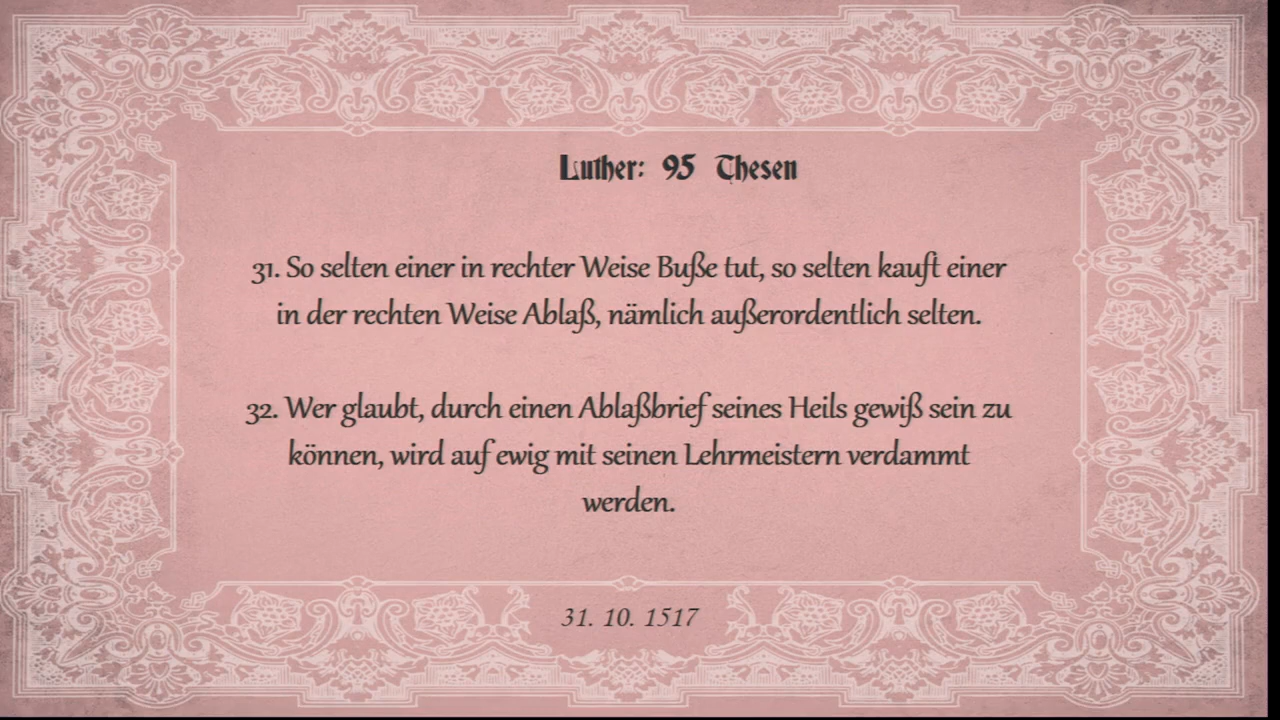 Luther: 95 Thesen
31. So selten einer in rechter Weise Buße tut, so selten kauft einer
in der rechten Weise Ablaß, nämlich außerordentlich selten.
32. Wer glaubt, durch einen Ablaßbrief seines Heils gewiß sein zu
können, wird auf ewig mit seinen Lehrmeistern verdammt
werden.
31. 10. 1517